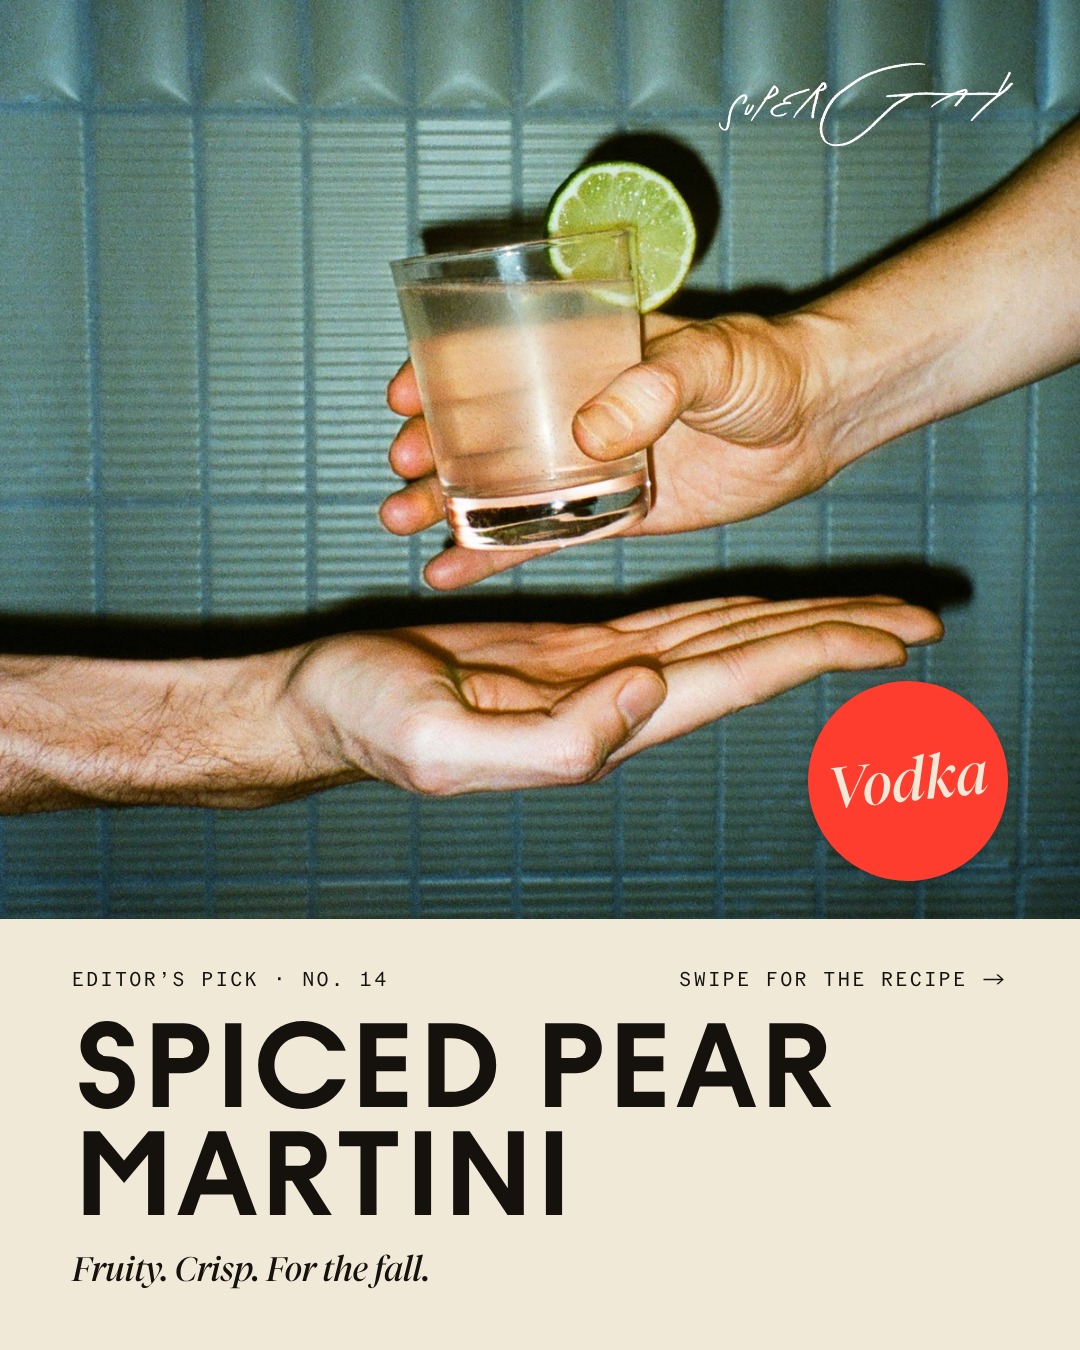 SUPERGAY
Vodka
EDITOR’S PICK · NO. 14
SWIPE FOR THE RECIPE →
SPICED PEAR
MARTINI
Fruity. Crisp. For the fall.